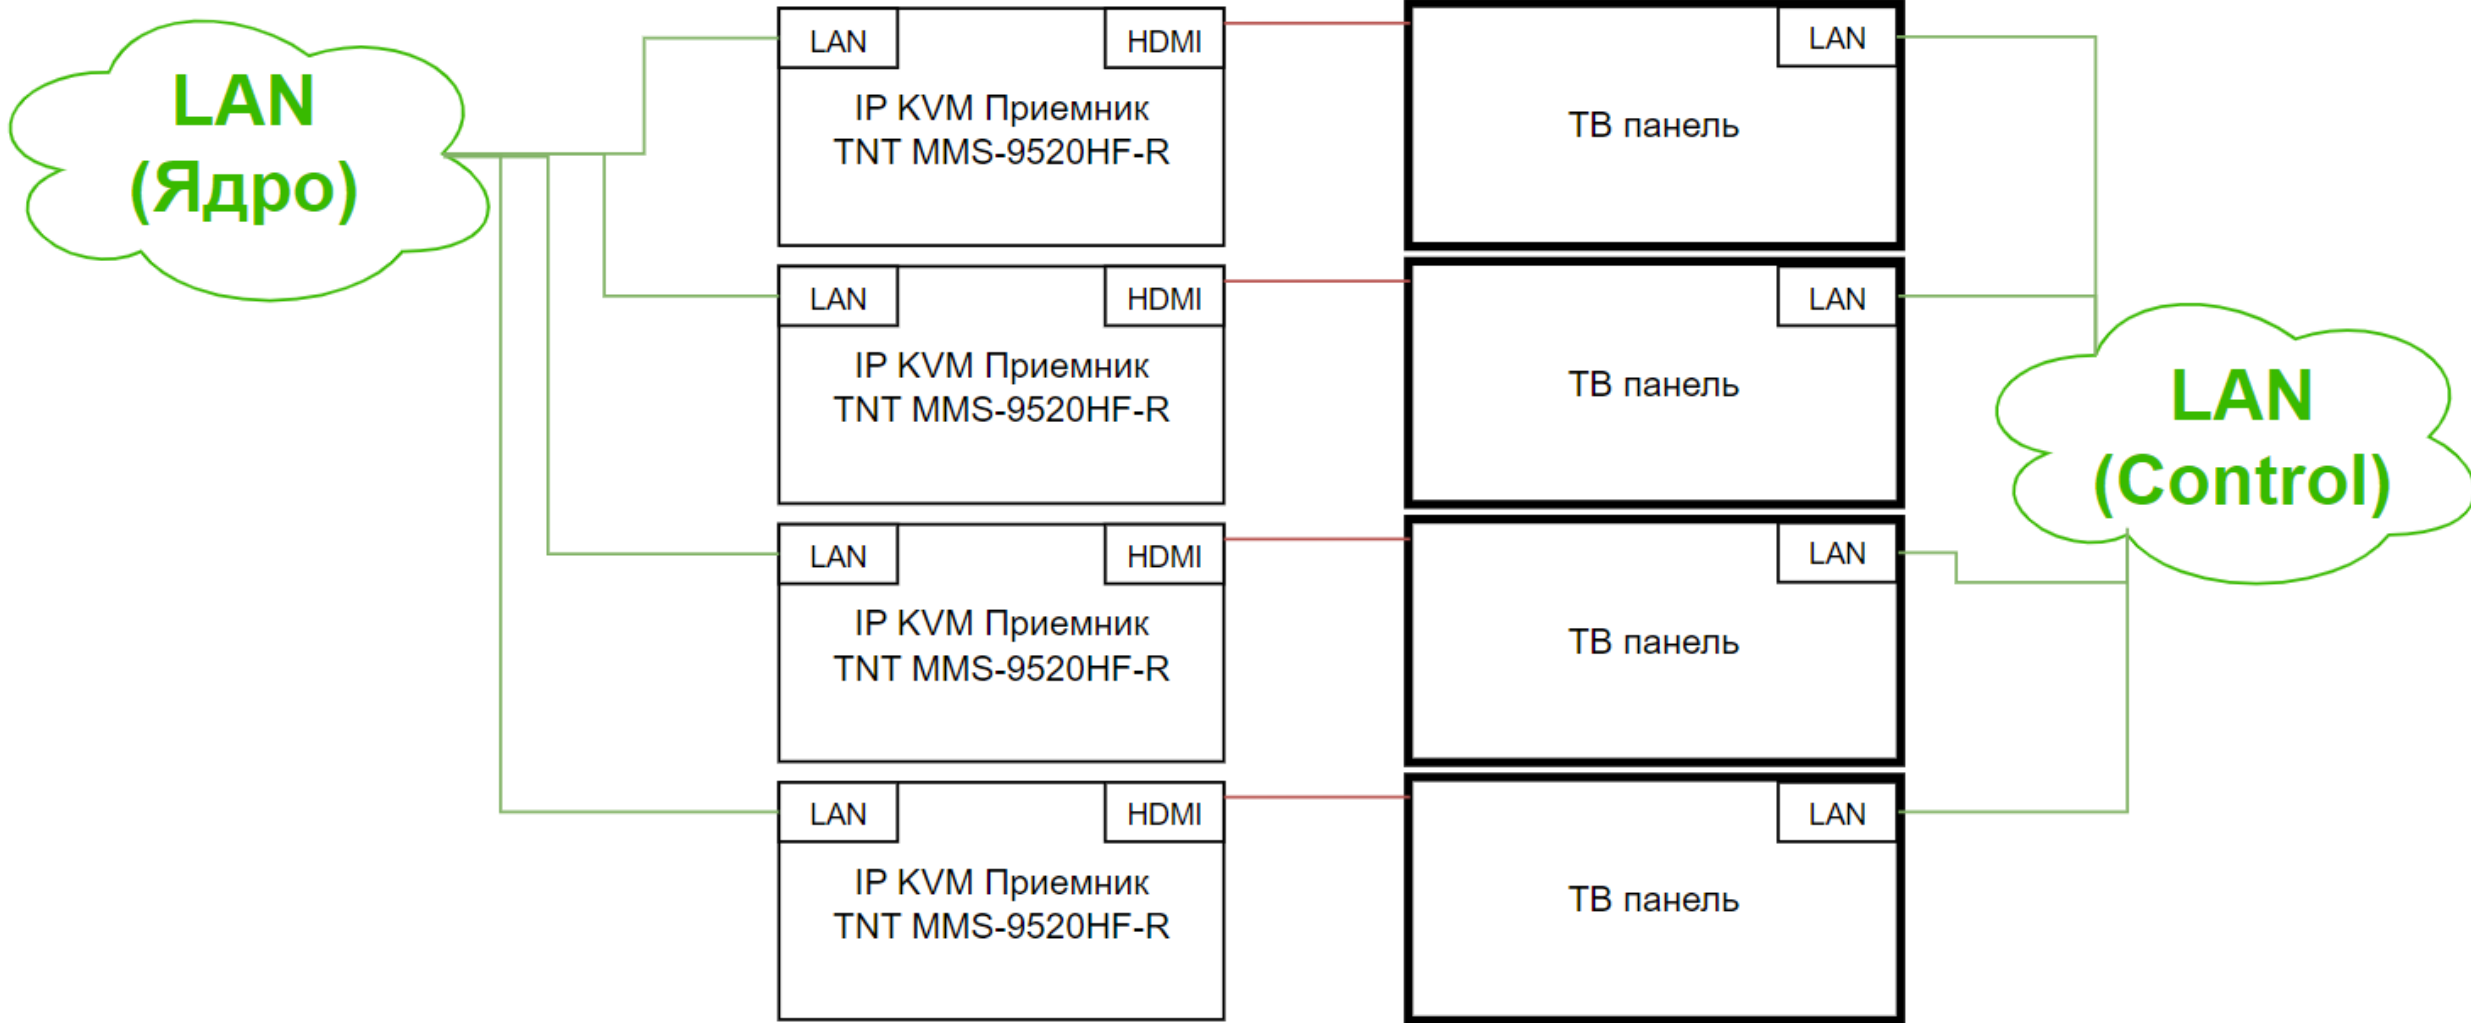 LAN
(Ядро)
LAN
HDMI
IP KVM Приемник
TNT MMS-9520HF-R
LAN
ТВ панель
LAN
HDMI
IP KVM Приемник
TNT MMS-9520HF-R
LAN
ТВ панель
LAN
HDMI
IP KVM Приемник
TNT MMS-9520HF-R
LAN
ТВ панель
LAN
HDMI
IP KVM Приемник
TNT MMS-9520HF-R
LAN
ТВ панель
LAN
(Control)